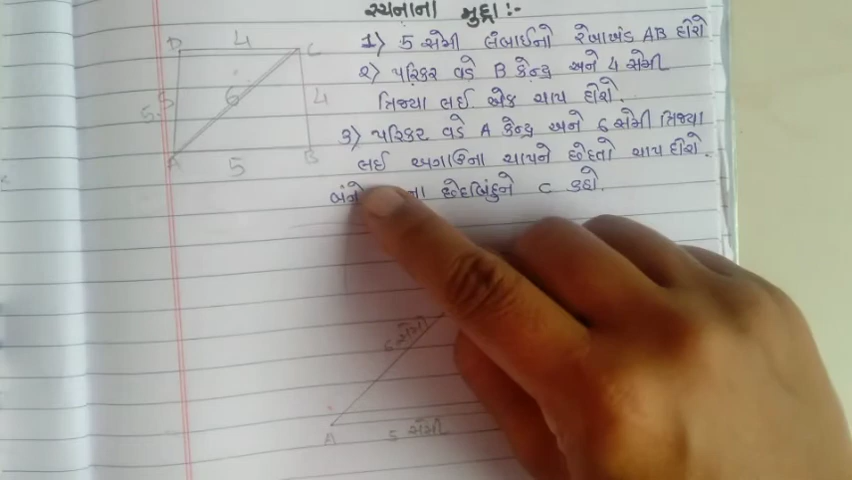 રચનાના મુદ્દા :-
D 4 C
1) 5 સેમી લંબાઈનો રેખાખંડ AB દોરો
2) પરિકર વડે B કેન્દ્ર અને 4 સેમી
ત્રિજ્યા લઈ એક ચાપ દોરો.
5.5 6 4
3) પરિકર વડે A કેન્દ્ર અને 6 સેમી ત્રિજ્યા
A 5 B
લઈ અગાઉના ચાપને છેદતો ચાપ દોરો.
બંને ના છેદબિંદુને C કહો.
6 સેમી
A 5 સેમી